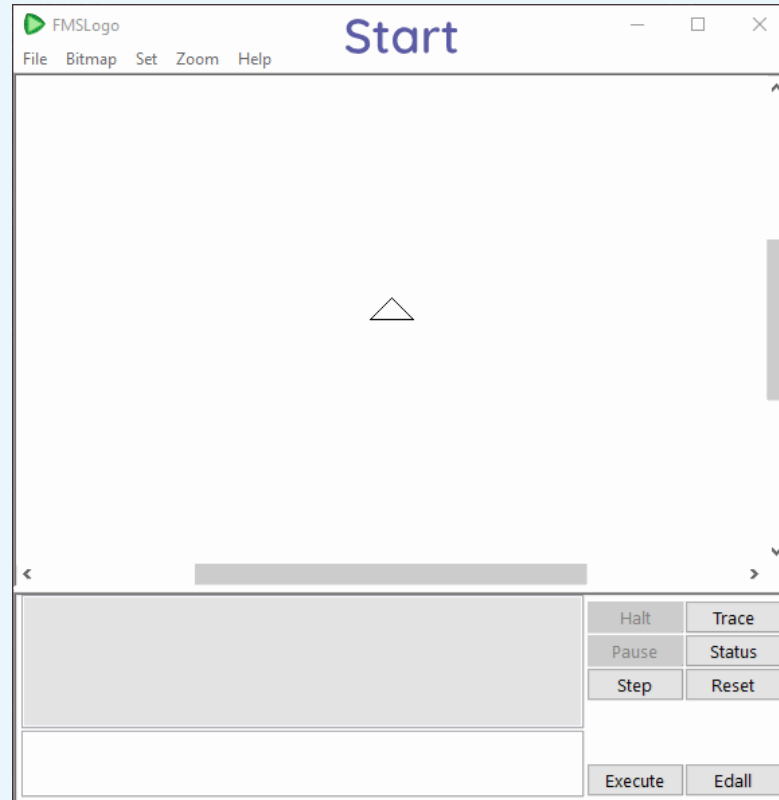 FMSLogo
Start
File Bitmap Set Zoom Help
Halt Trace
Pause Status
Step Reset
Execute Edall